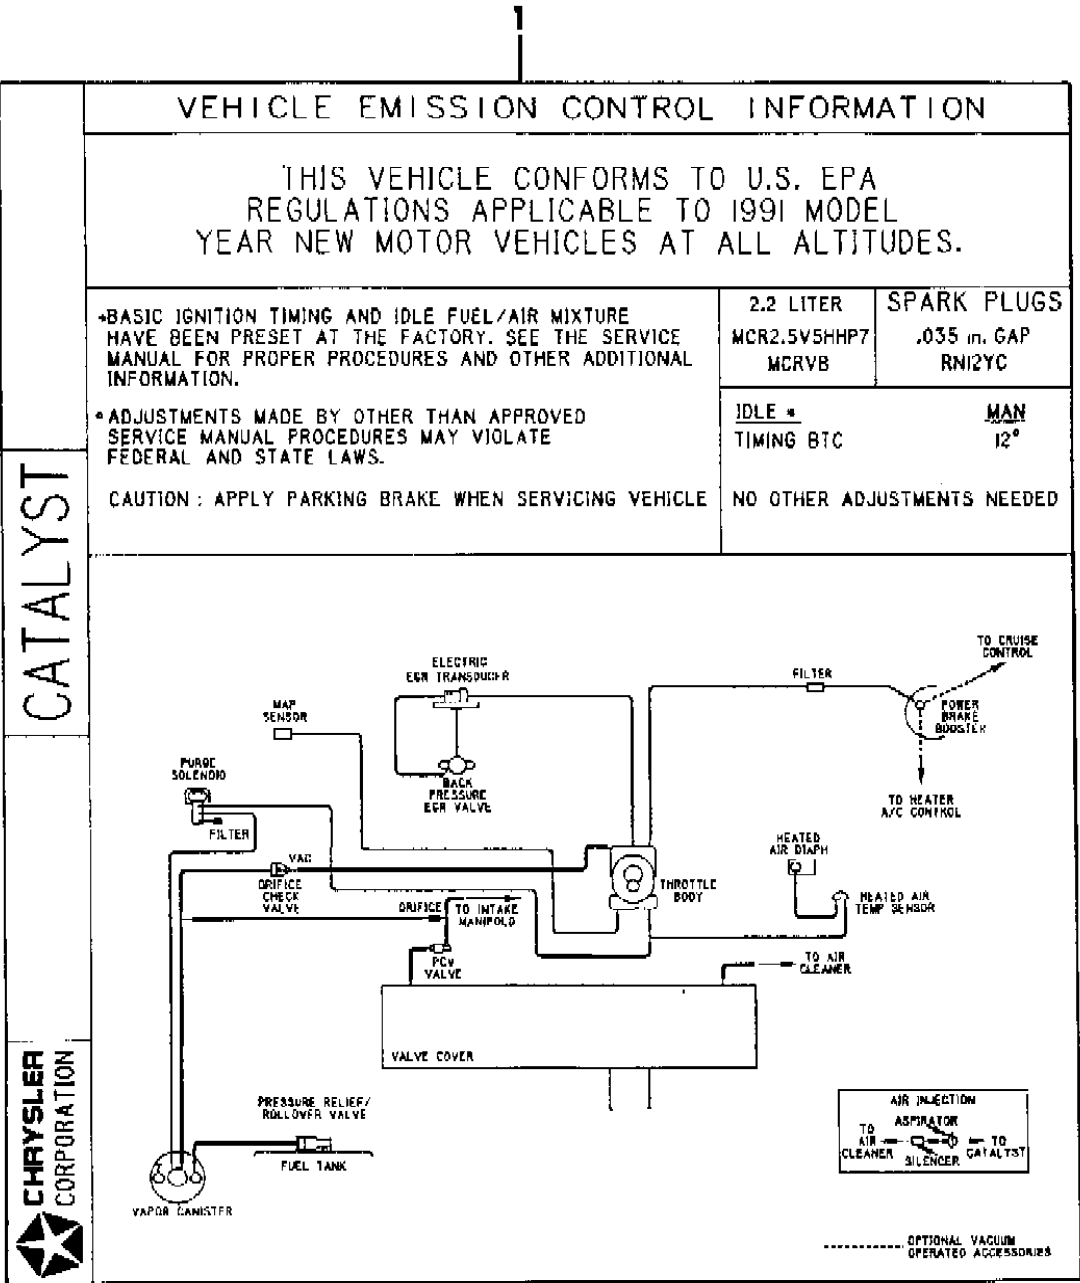 1
VEHICLE EMISSION CONTROL INFORMATION
THIS VEHICLE CONFORMS TO U.S. EPA
REGULATIONS APPLICABLE TO 1991 MODEL
YEAR NEW MOTOR VEHICLES AT ALL ALTITUDES.
•BASIC IGNITION TIMING AND IDLE FUEL/AIR MIXTURE
HAVE BEEN PRESET AT THE FACTORY. SEE THE SERVICE
MANUAL FOR PROPER PROCEDURES AND OTHER ADDITIONAL
INFORMATION.
•ADJUSTMENTS MADE BY OTHER THAN APPROVED
SERVICE MANUAL PROCEDURES MAY VIOLATE
FEDERAL AND STATE LAWS.
CAUTION : APPLY PARKING BRAKE WHEN SERVICING VEHICLE
2.2 LITER
MCR2.5V5HHP7
MCRVB
SPARK PLUGS
.035 in. GAP
RN12YC
IDLE * MAN
TIMING BTC 12°
NO OTHER ADJUSTMENTS NEEDED
CATALYST
CHRYSLER
CORPORATION
ELECTRIC
EGR TRANSDUCER
MAP
SENSOR
PURGE
SOLENOID
FILTER
BACK
PRESSURE
EGR VALVE
FILTER
TO CRUISE
CONTROL
POWER
BRAKE
BOOSTER
TO HEATER
A/C CONTROL
HEATED
AIR DIAPH
VAC
ORIFICE
CHECK
VALVE
ORIFICE
TO INTAKE
MANIFOLD
THROTTLE
BODY
HEATED AIR
TEMP SENSOR
PCV
VALVE
TO AIR
CLEANER
VALVE COVER
PRESSURE RELIEF/
ROLLOVER VALVE
FUEL TANK
VAPOR CANISTER
AIR INJECTION
ASPIRATOR
TO
AIR
CLEANER
SILENCER
TO
CATALYST
OPTIONAL VACUUM
OPERATED ACCESSORIES